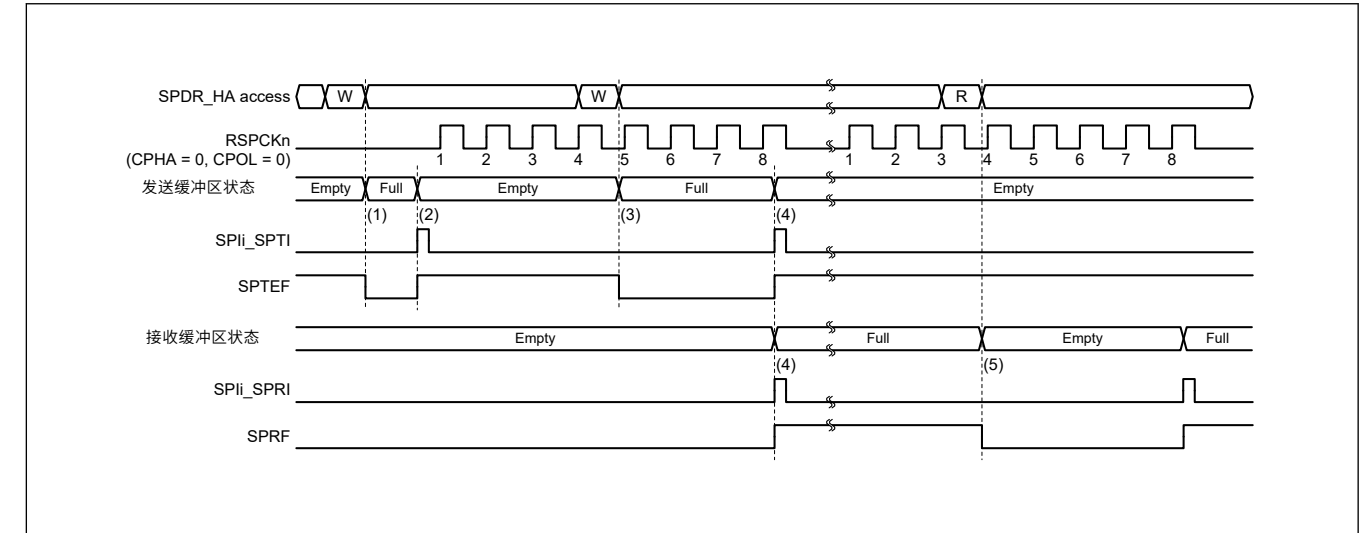 SPDR_HA access W W R
RSPCKn
(CPHA = 0, CPOL = 0)
1 2 3 4 5 6 7 8 1 2 3 4 5 6 7 8
发送缓冲区状态 Empty Full Empty Full Empty
(1) (2) (3) (4)
SPIi_SPTI
SPTEF
接收缓冲区状态 Empty Full Empty Full
(4) (5)
SPIi_SPRI
SPRF